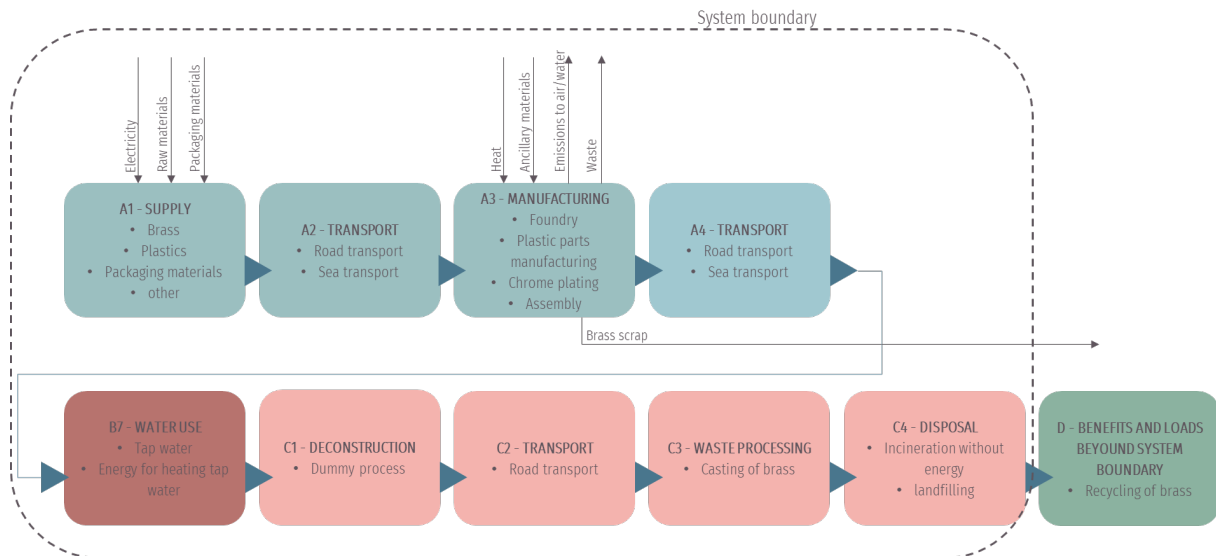 System boundary
Electricity
Raw materials
Packaging materials
Heat
Ancillary materials
Emissions to air/water
Waste
A1 - SUPPLY
• Brass
• Plastics
• Packaging materials
• other
A2 - TRANSPORT
• Road transport
• Sea transport
A3 - MANUFACTURING
• Foundry
• Plastic parts
manufacturing
• Chrome plating
• Assembly
A4 - TRANSPORT
• Road transport
• Sea transport
Brass scrap
B7 - WATER USE
• Tap water
• Energy for heating tap
water
C1 - DECONSTRUCTION
• Dummy process
C2 - TRANSPORT
• Road transport
C3 - WASTE PROCESSING
• Casting of brass
C4 - DISPOSAL
• Incineration without
energy
• landfilling
D - BENEFITS AND LOADS
BEYOUND SYSTEM
BOUNDARY
• Recycling of brass